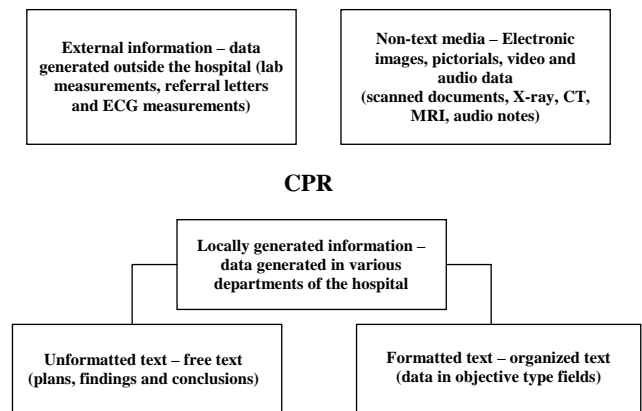 External information – data
generated outside the hospital (lab
measurements, referral letters
and ECG measurements)
Non-text media – Electronic
images, pictorials, video and
audio data
(scanned documents, X-ray, CT,
MRI, audio notes)
CPR
Locally generated information –
data generated in various
departments of the hospital
Unformatted text – free text
(plans, findings and conclusions)
Formatted text – organized text
(data in objective type fields)